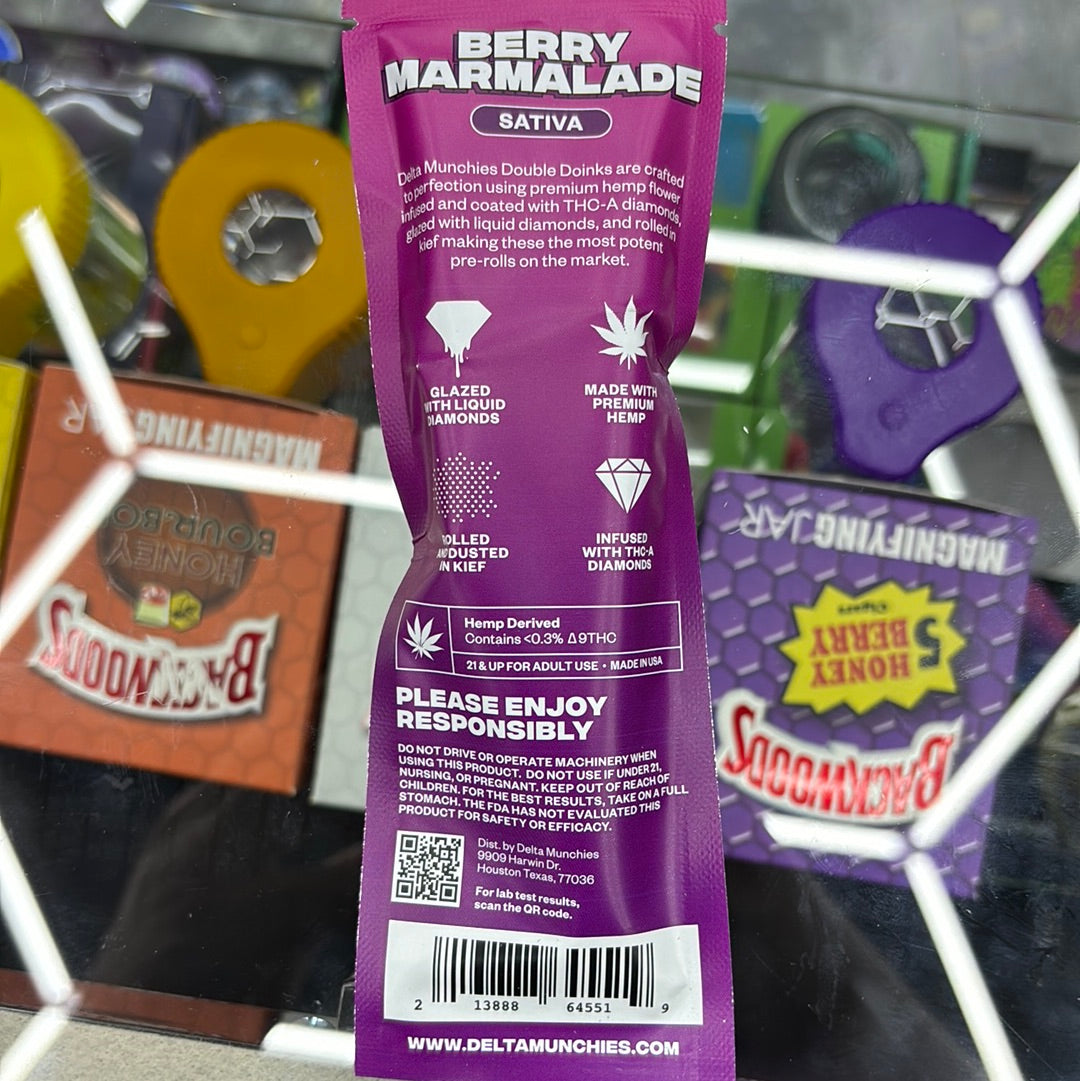 BERRY
MARMALADE
SATIVA
Delta Munchies Double Doinks are crafted
to perfection using premium hemp flower
infused and coated with THC-A diamonds,
glazed with liquid diamonds, and rolled in
kief making these the most potent
pre-rolls on the market.
GLAZED
WITH LIQUID
DIAMONDS
MADE WITH
PREMIUM
HEMP
ROLLED
AND DUSTED
IN KIEF
INFUSED
WITH THC-A
DIAMONDS
Hemp Derived
Contains <0.3% Δ9THC
21 & UP FOR ADULT USE • MADE IN USA
PLEASE ENJOY
RESPONSIBLY
DO NOT DRIVE OR OPERATE MACHINERY WHEN
USING THIS PRODUCT. DO NOT USE IF UNDER 21,
NURSING, OR PREGNANT. KEEP OUT OF REACH OF
CHILDREN. FOR THE BEST RESULTS, TAKE ON A FULL
STOMACH. THE FDA HAS NOT EVALUATED THIS
PRODUCT FOR SAFETY OR EFFICACY.
Dist. by Delta Munchies
9909 Harwin Dr.
Houston Texas, 77036
For lab test results,
scan the QR code.
2 13888 64551 9
WWW.DELTAMUNCHIES.COM
MAGNIFYING JAR
HONEY
BOURBON
BACKWOODS
MAGNIFYING JAR
5
HONEY
BERRY
BACKWOODS